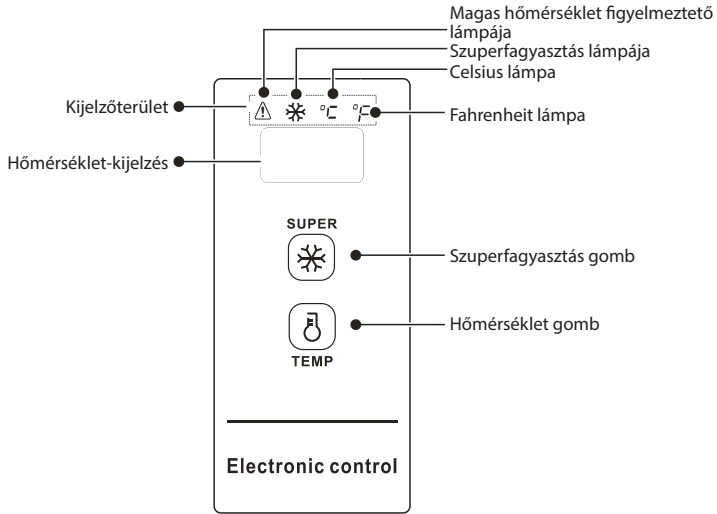 Magas hőmérséklet figyelmeztető
lámpája
Szuperfagyasztás lámpája
Celsius lámpa
Kijelzőterület
°C °F
Fahrenheit lámpa
Hőmérséklet-kijelzés
SUPER
Szuperfagyasztás gomb
Hőmérséklet gomb
TEMP
Electronic control